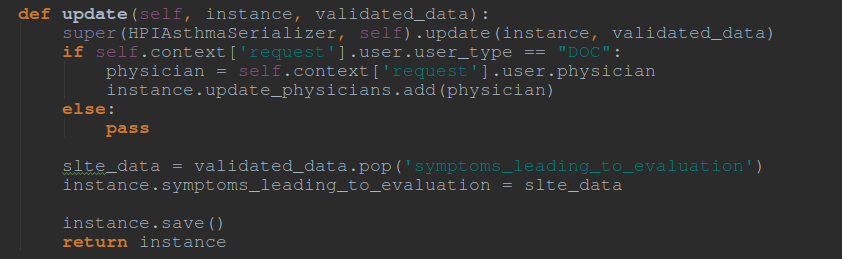 def update(self, instance, validated_data):
    super(HPIAsthmaSerializer, self).update(instance, validated_data)
    if self.context['request'].user.user_type == "DOC":
        physician = self.context['request'].user.physician
        instance.update_physicians.add(physician)
    else:
        pass

    slte_data = validated_data.pop('symptoms_leading_to_evaluation')
    instance.symptoms_leading_to_evaluation = slte_data

    instance.save()
    return instance